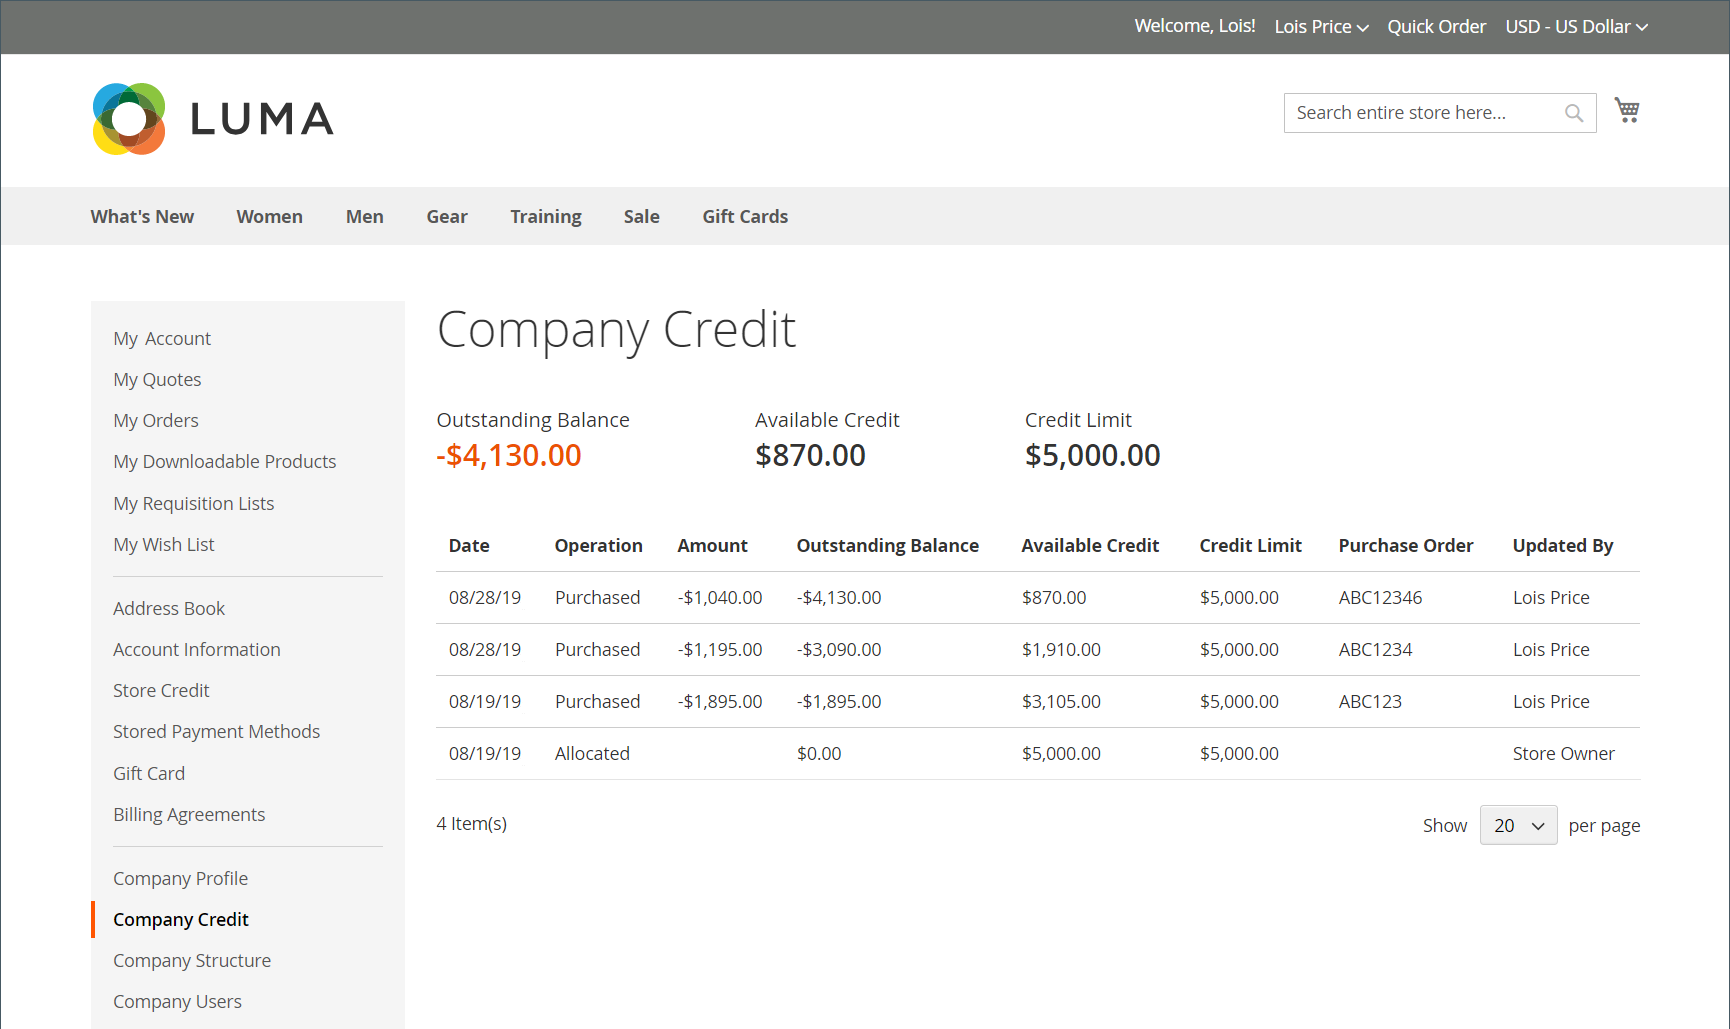 Welcome, Lois! Lois Price Quick Order USD - US Dollar
LUMA
Search entire store here...
What's New Women Men Gear Training Sale Gift Cards
My Account
My Quotes
My Orders
My Downloadable Products
My Requisition Lists
My Wish List
Address Book
Account Information
Store Credit
Stored Payment Methods
Gift Card
Billing Agreements
Company Profile
Company Credit
Company Structure
Company Users
Company Credit
Outstanding Balance Available Credit Credit Limit
-$4,130.00 $870.00 $5,000.00
Date Operation Amount Outstanding Balance Available Credit Credit Limit Purchase Order Updated By
08/28/19 Purchased -$1,040.00 -$4,130.00 $870.00 $5,000.00 ABC12346 Lois Price
08/28/19 Purchased -$1,195.00 -$3,090.00 $1,910.00 $5,000.00 ABC1234 Lois Price
08/19/19 Purchased -$1,895.00 -$1,895.00 $3,105.00 $5,000.00 ABC123 Lois Price
08/19/19 Allocated $0.00 $5,000.00 $5,000.00 Store Owner
4 Item(s) Show 20 per page